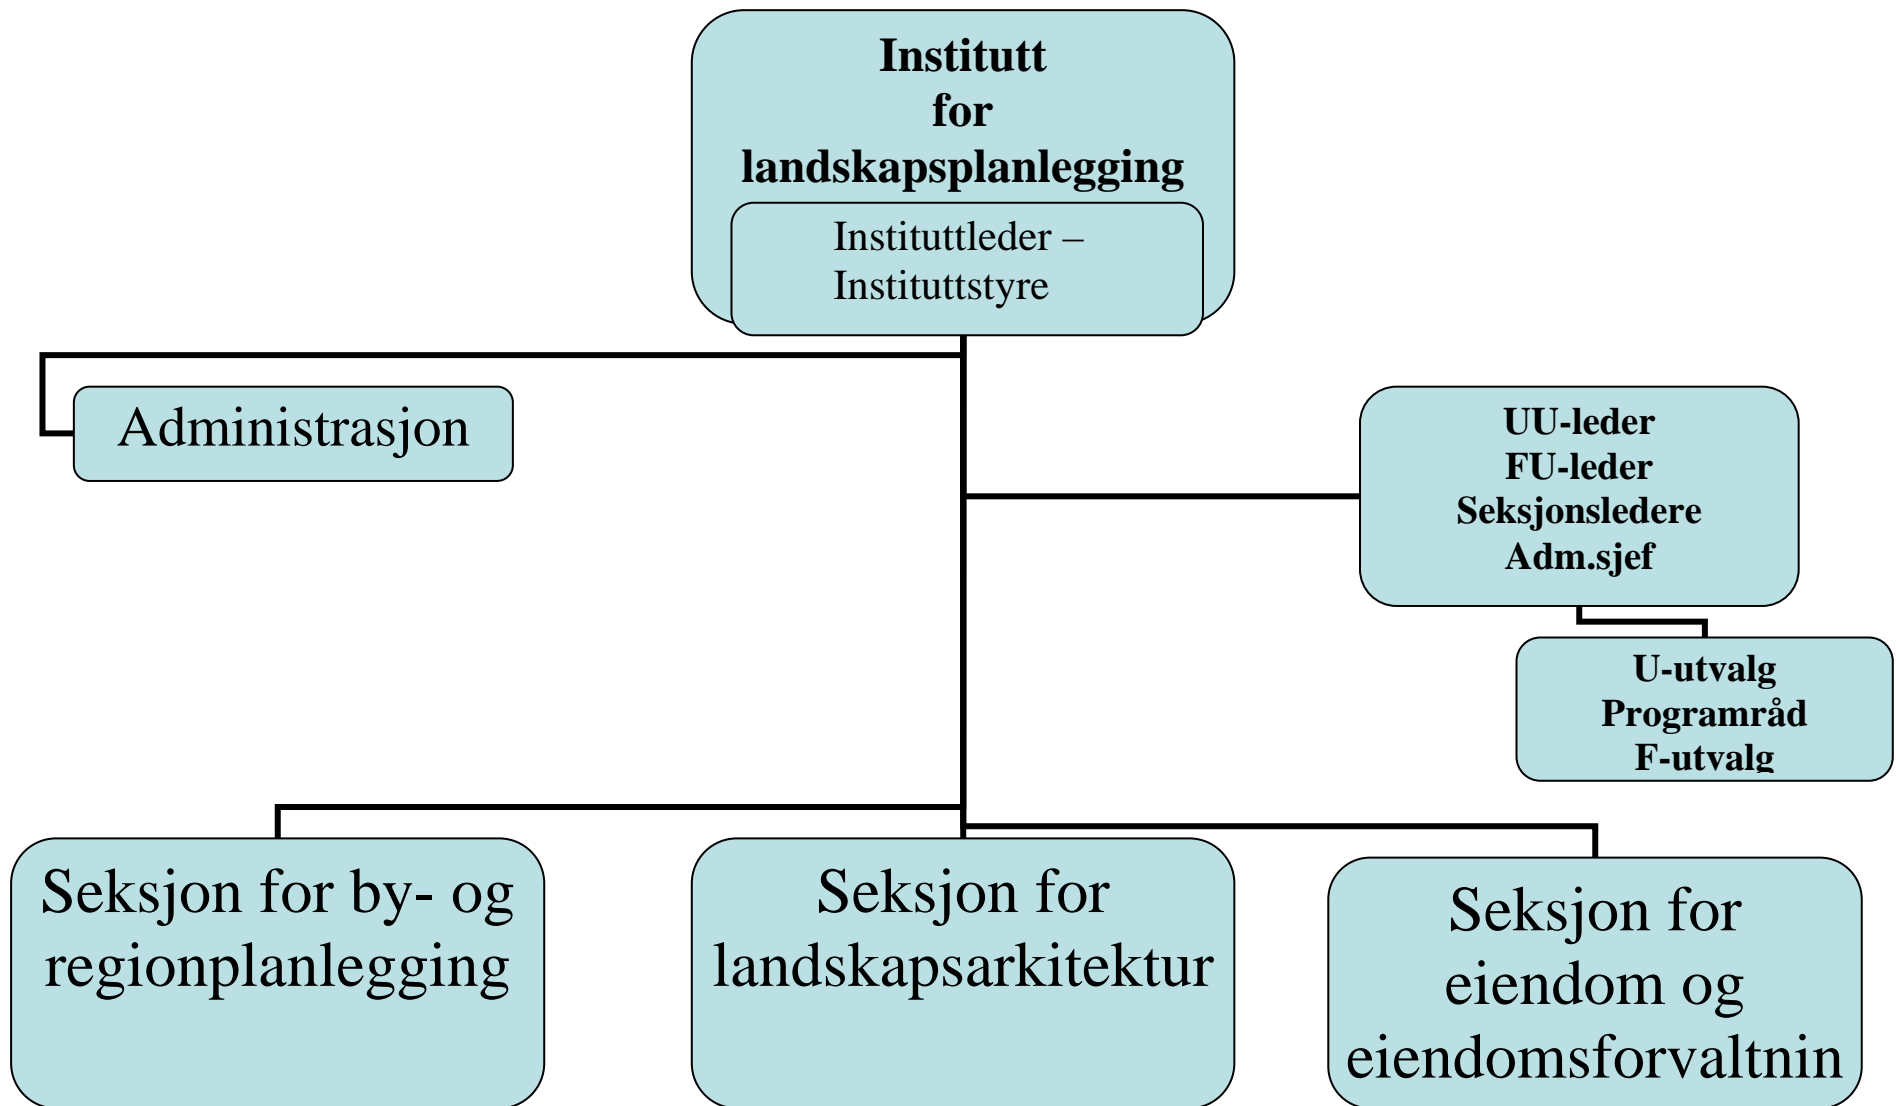 Institutt
for
landskapsplanlegging
Instituttleder –
Instituttstyre
Administrasjon
UU-leder
FU-leder
Seksjonsledere
Adm.sjef
U-utvalg
Programråd
F-utvalg
Seksjon for by- og
regionplanlegging
Seksjon for
landskapsarkitektur
Seksjon for
eiendom og
eiendomsforvaltnin